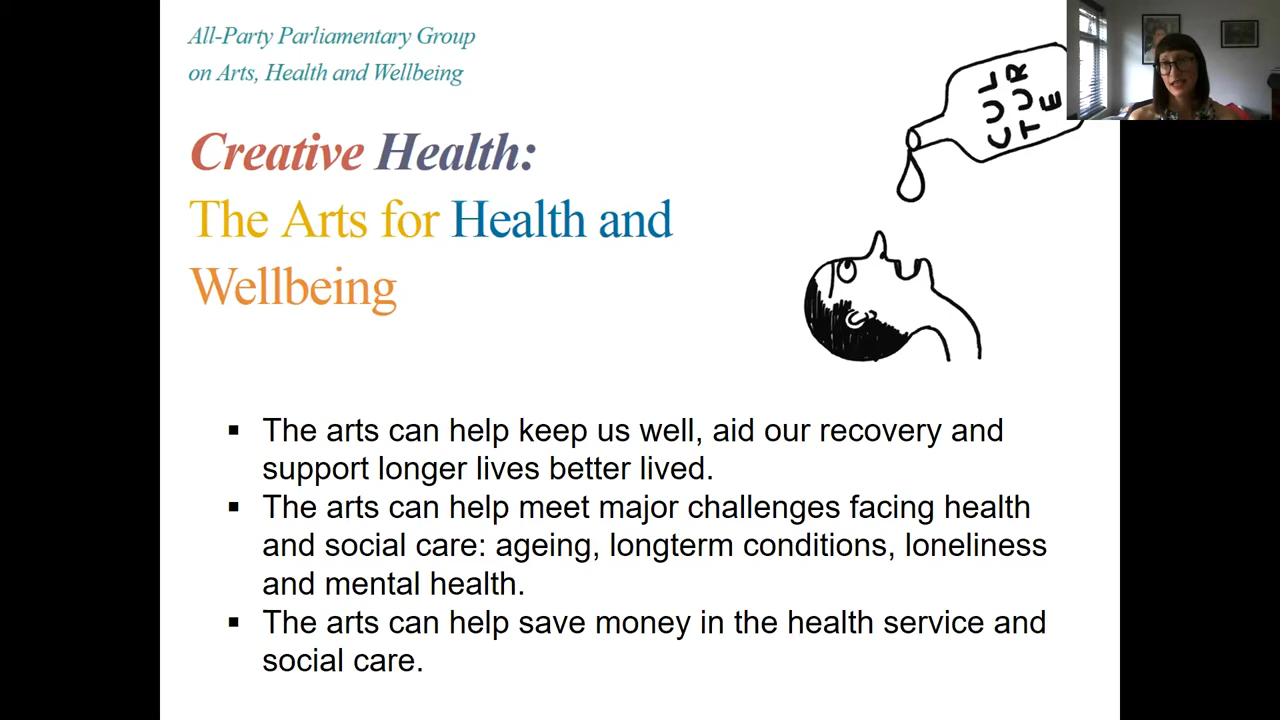 All-Party Parliamentary Group
on Arts, Health and Wellbeing
Creative Health:
The Arts for Health and
Wellbeing
CUL
TUR
E
▪ The arts can help keep us well, aid our recovery and
support longer lives better lived.
▪ The arts can help meet major challenges facing health
and social care: ageing, longterm conditions, loneliness
and mental health.
▪ The arts can help save money in the health service and
social care.